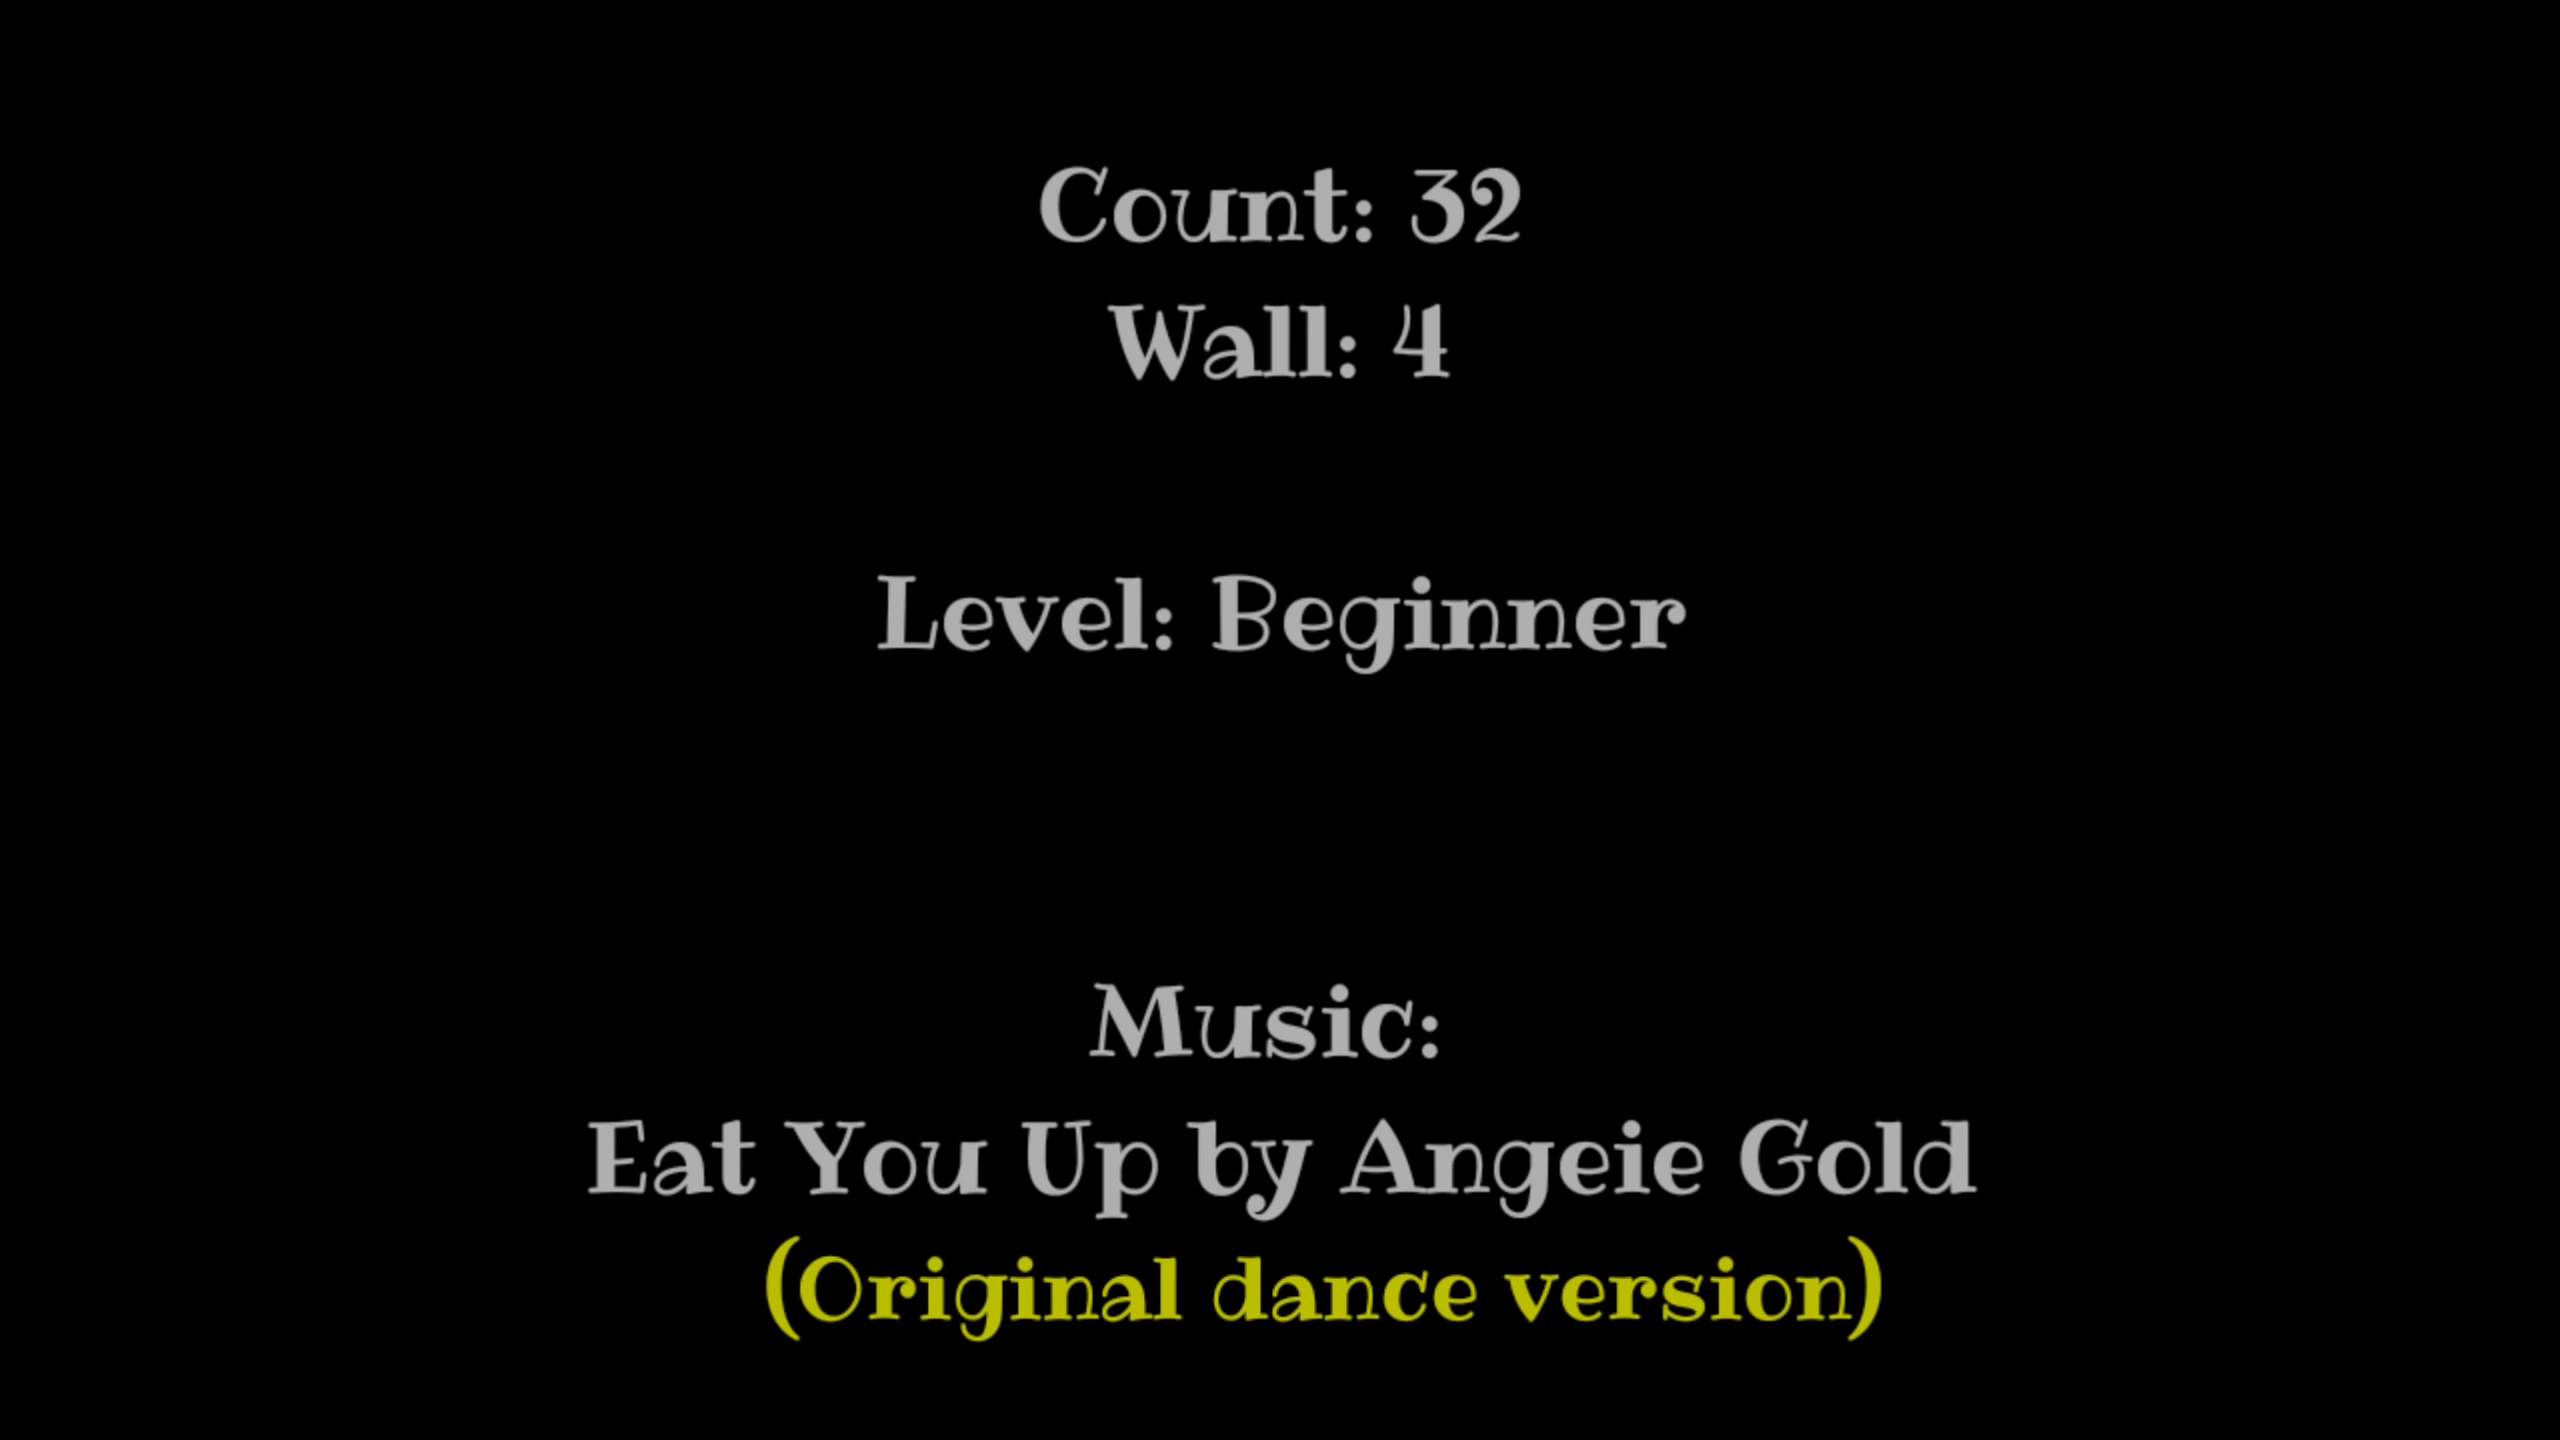 Count: 32
Wall: 4
Level: Beginner
Music:
Eat You Up by Angeie Gold
(Original dance version)